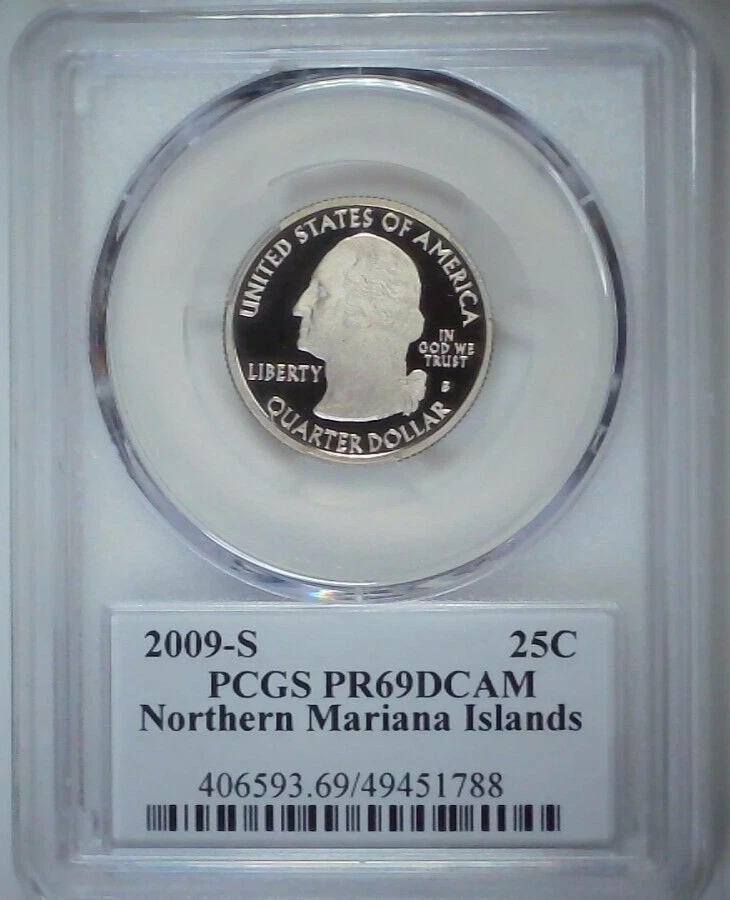 UNITED STATES OF AMERICA
IN
GOD WE
TRUST
LIBERTY
S
QUARTER DOLLAR
2009-S 25C
PCGS PR69DCAM
Northern Mariana Islands
406593.69/49451788